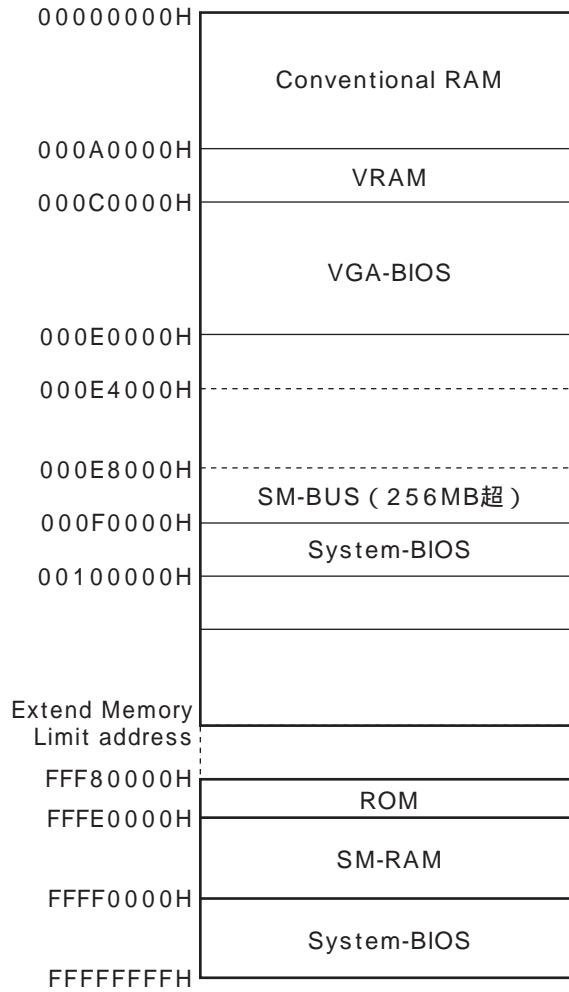 00000000H
Conventional RAM
000A0000H
VRAM
000C0000H
VGA-BIOS
000E0000H
000E4000H
000E8000H
SM-BUS（256MB超）
000F0000H
System-BIOS
00100000H
Extend Memory
Limit address
FFF80000H
ROM
FFFE0000H
SM-RAM
FFFF0000H
System-BIOS
FFFFFFFFH